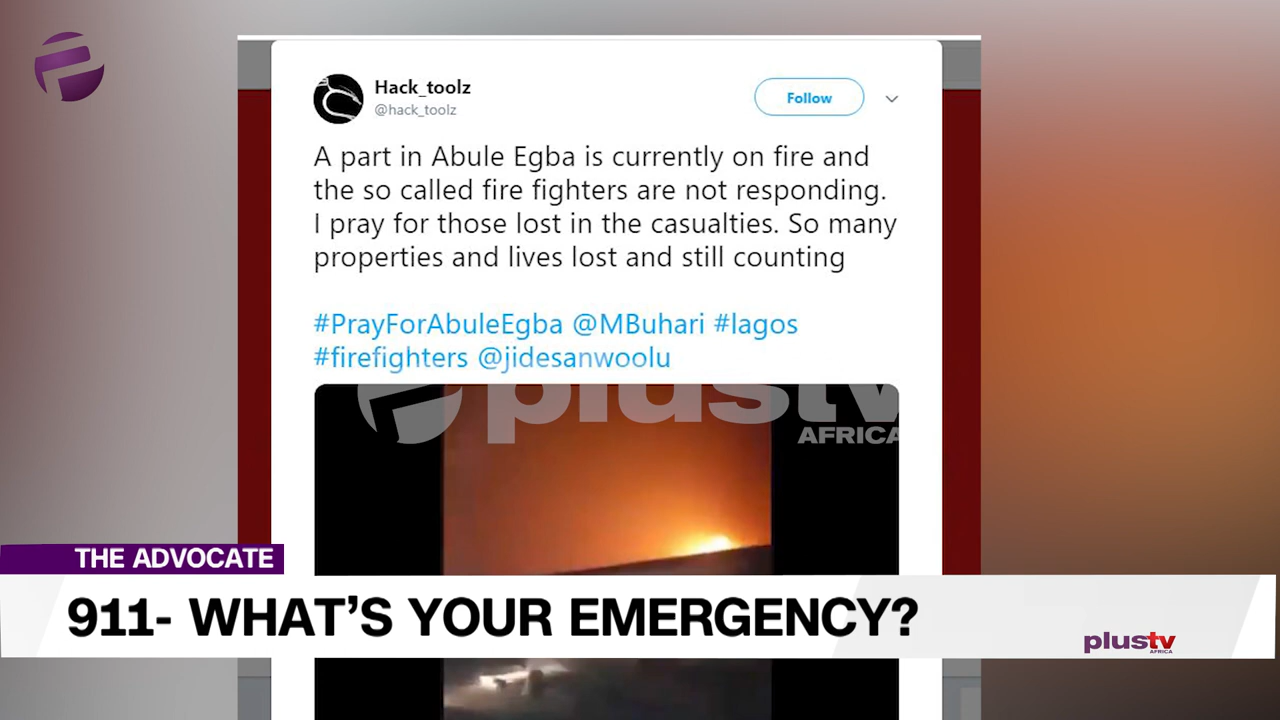 Hack_toolz
@hack_toolz
Follow
A part in Abule Egba is currently on fire and
the so called fire fighters are not responding.
I pray for those lost in the casualties. So many
properties and lives lost and still counting
#PrayForAbuleEgba @MBuhari #lagos
#firefighters @jidesanwoolu
plustv
AFRICA
THE ADVOCATE
911- WHAT'S YOUR EMERGENCY?
plustv
AFRICA